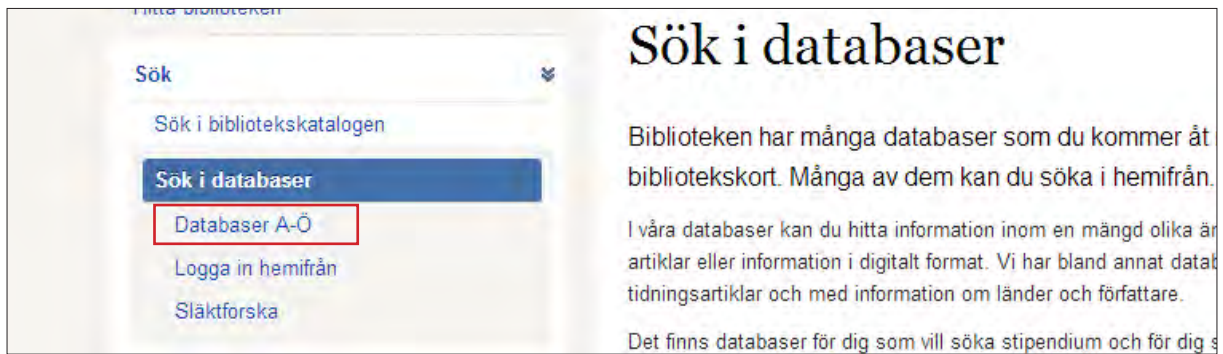 Hitta biblioteken
Sök
Sök i bibliotekskatalogen
Sök i databaser
Databaser A-Ö
Logga in hemifrån
Släktforska
Sök i databaser
Biblioteken har många databaser som du kommer åt
bibliotekskort. Många av dem kan du söka i hemifrån.
I våra databaser kan du hitta information inom en mängd olika
artiklar eller information i digitalt format. Vi har bland annat
tidningsartiklar och med information om länder och författare.
Det finns databaser för dig som vill söka stipendium och för dig